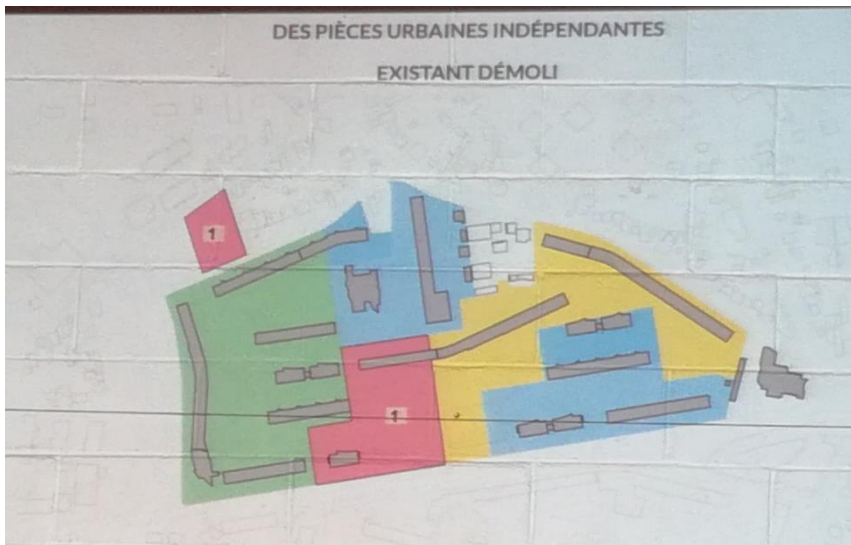 DES PIÈCES URBAINES INDÉPENDANTES
EXISTANT DÉMOLI
1
1